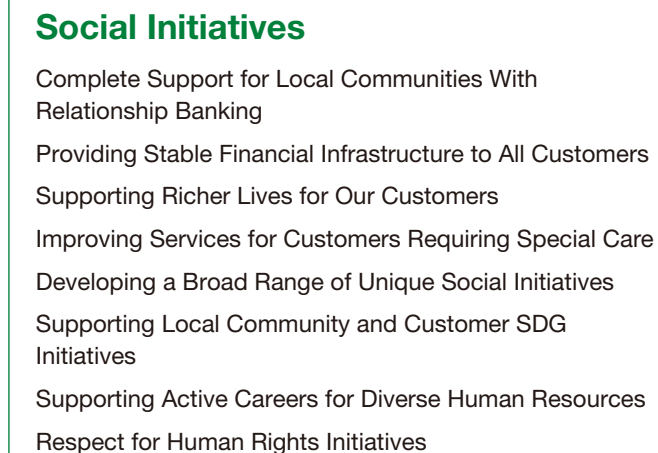 Social Initiatives
Complete Support for Local Communities With
Relationship Banking
Providing Stable Financial Infrastructure to All Customers
Supporting Richer Lives for Our Customers
Improving Services for Customers Requiring Special Care
Developing a Broad Range of Unique Social Initiatives
Supporting Local Community and Customer SDG
Initiatives
Supporting Active Careers for Diverse Human Resources
Respect for Human Rights Initiatives